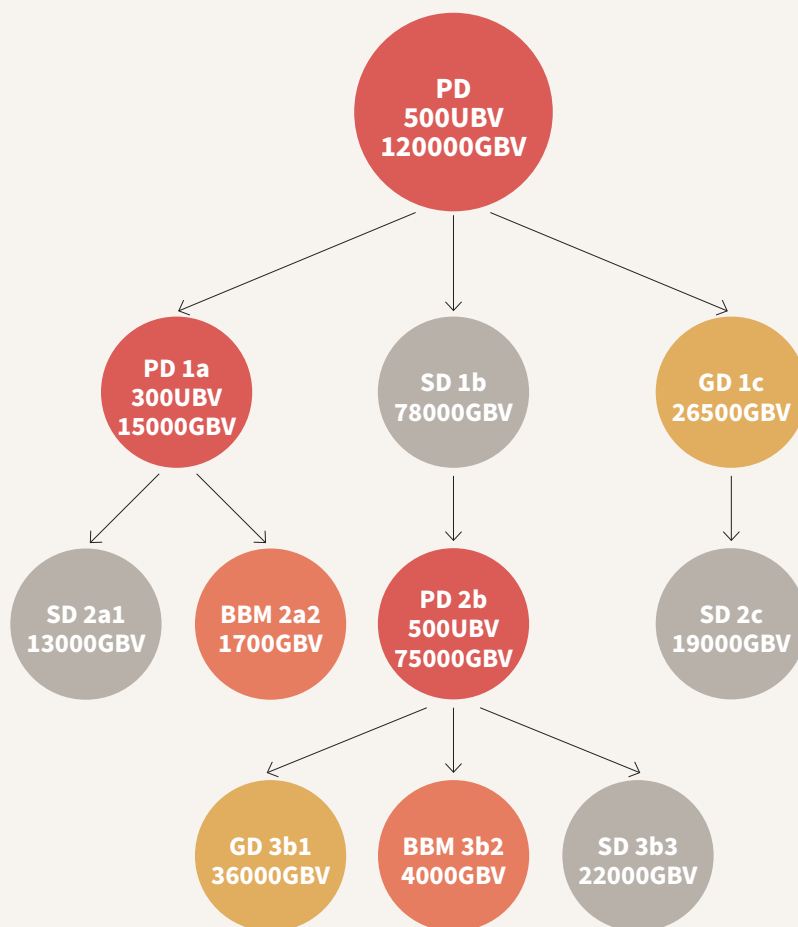 PD
500UBV
120000GBV
PD 1a
300UBV
15000GBV
SD 1b
78000GBV
GD 1c
26500GBV
SD 2a1
13000GBV
BBM 2a2
1700GBV
PD 2b
500UBV
75000GBV
SD 2c
19000GBV
GD 3b1
36000GBV
BBM 3b2
4000GBV
SD 3b3
22000GBV